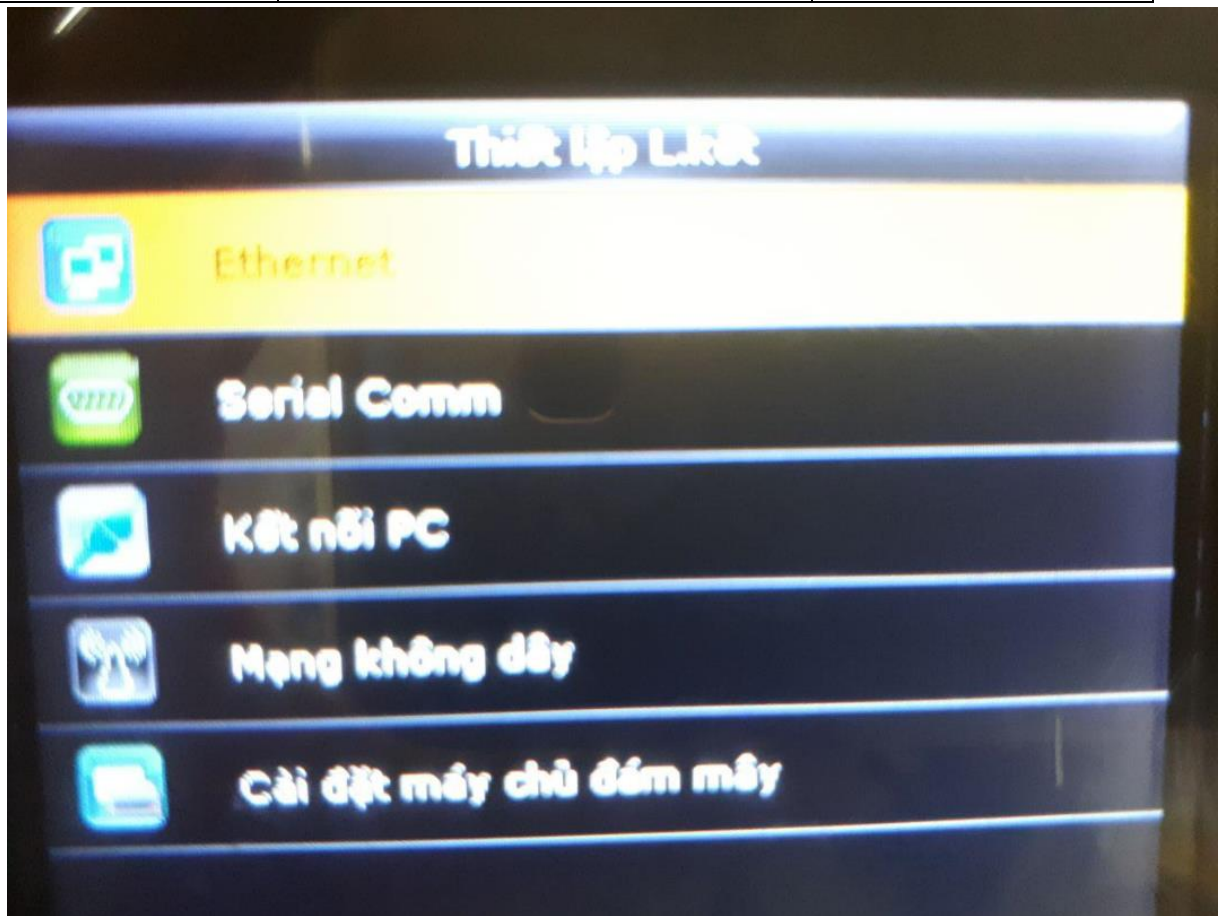 Thiết lập L.kết
Ethernet
Serial Comm
Kết nối PC
Mạng không dây
Cài đặt máy chủ đám mây